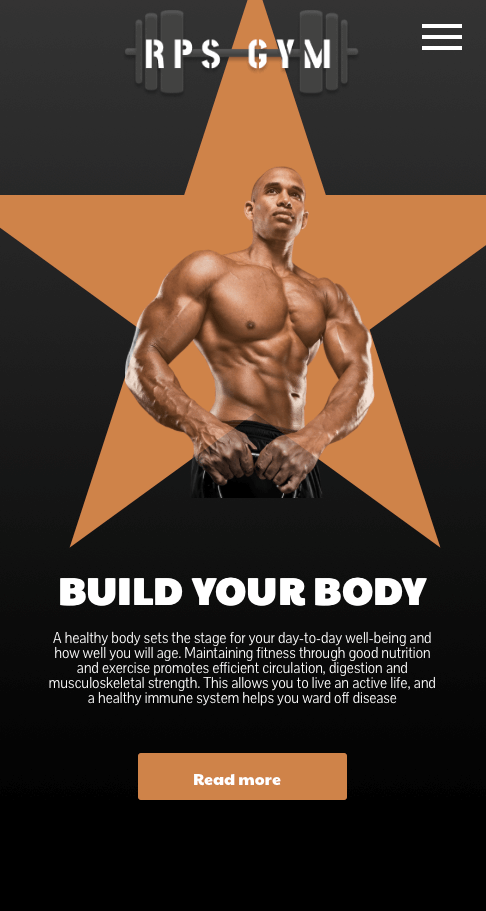 RPS GYM
BUILD YOUR BODY
A healthy body sets the stage for your day-to-day well-being and
how well you will age. Maintaining fitness through good nutrition
and exercise promotes efficient circulation, digestion and
musculoskeletal strength. This allows you to live an active life, and
a healthy immune system helps you ward off disease
Read more